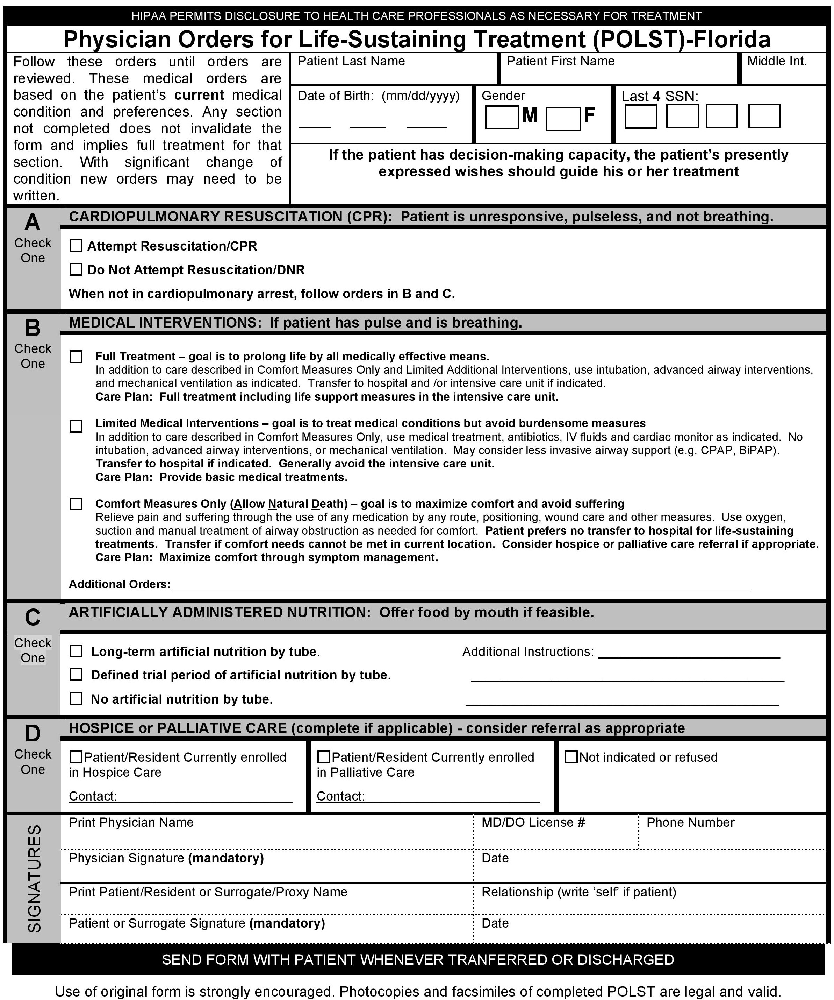 HIPAA PERMITS DISCLOSURE TO HEALTH CARE PROFESSIONALS AS NECESSARY FOR TREATMENT
Physician Orders for Life-Sustaining Treatment (POLST)-Florida
Follow these orders until orders are
reviewed. These medical orders are
based on the patient’s current medical
condition and preferences. Any section
not completed does not invalidate the
form and implies full treatment for that
section. With significant change of
condition new orders may need to be
written.
Patient Last Name
Patient First Name
Middle Int.
Date of Birth: (mm/dd/yyyy)
Gender
M F
Last 4 SSN:
If the patient has decision-making capacity, the patient’s presently
expressed wishes should guide his or her treatment
A
Check
One
CARDIOPULMONARY RESUSCITATION (CPR): Patient is unresponsive, pulseless, and not breathing.
Attempt Resuscitation/CPR
Do Not Attempt Resuscitation/DNR
When not in cardiopulmonary arrest, follow orders in B and C.
B
Check
One
MEDICAL INTERVENTIONS: If patient has pulse and is breathing.
Full Treatment – goal is to prolong life by all medically effective means.
In addition to care described in Comfort Measures Only and Limited Additional Interventions, use intubation, advanced airway interventions,
and mechanical ventilation as indicated. Transfer to hospital and /or intensive care unit if indicated.
Care Plan: Full treatment including life support measures in the intensive care unit.
Limited Medical Interventions – goal is to treat medical conditions but avoid burdensome measures
In addition to care described in Comfort Measures Only, use medical treatment, antibiotics, IV fluids and cardiac monitor as indicated. No
intubation, advanced airway interventions, or mechanical ventilation. May consider less invasive airway support (e.g. CPAP, BiPAP).
Transfer to hospital if indicated. Generally avoid the intensive care unit.
Care Plan: Provide basic medical treatments.
Comfort Measures Only (Allow Natural Death) – goal is to maximize comfort and avoid suffering
Relieve pain and suffering through the use of any medication by any route, positioning, wound care and other measures. Use oxygen,
suction and manual treatment of airway obstruction as needed for comfort. Patient prefers no transfer to hospital for life-sustaining
treatments. Transfer if comfort needs cannot be met in current location. Consider hospice or palliative care referral if appropriate.
Care Plan: Maximize comfort through symptom management.
Additional Orders:
C
Check
One
ARTIFICIALLY ADMINISTERED NUTRITION: Offer food by mouth if feasible.
Long-term artificial nutrition by tube.
Additional Instructions:
Defined trial period of artificial nutrition by tube.
No artificial nutrition by tube.
D
Check
One
HOSPICE or PALLIATIVE CARE (complete if applicable) - consider referral as appropriate
Patient/Resident Currently enrolled
in Hospice Care
Contact:
Patient/Resident Currently enrolled
in Palliative Care
Contact:
Not indicated or refused
SIGNATURES
Print Physician Name
MD/DO License #
Phone Number
Physician Signature (mandatory)
Date
Print Patient/Resident or Surrogate/Proxy Name
Relationship (write ‘self’ if patient)
Patient or Surrogate Signature (mandatory)
Date
SEND FORM WITH PATIENT WHENEVER TRANFERRED OR DISCHARGED
Use of original form is strongly encouraged. Photocopies and facsimiles of completed POLST are legal and valid.